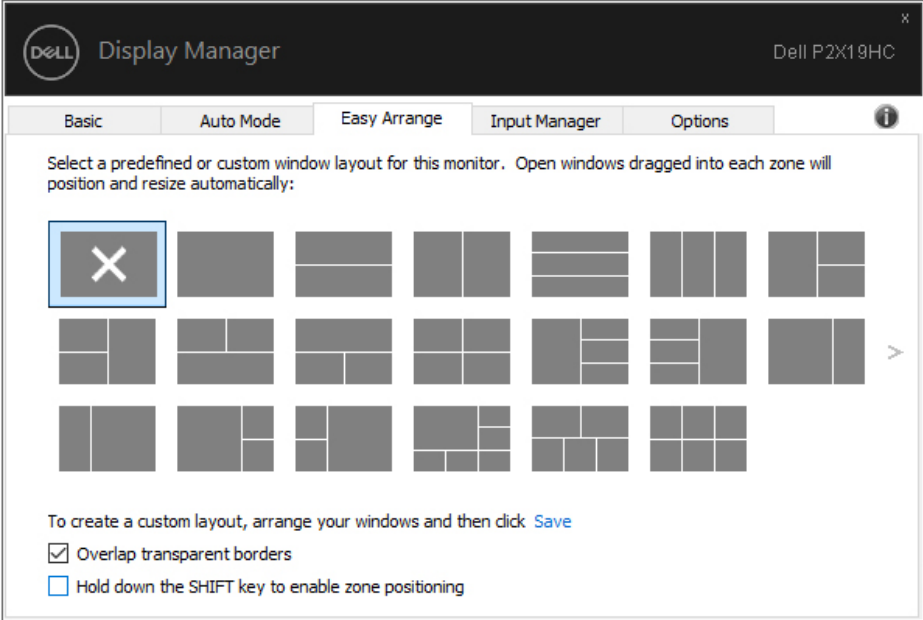 x
DELL Display Manager
Dell P2X19HC
Basic Auto Mode Easy Arrange Input Manager Options
Select a predefined or custom window layout for this monitor. Open windows dragged into each zone will
position and resize automatically:
>
To create a custom layout, arrange your windows and then click Save
Overlap transparent borders
Hold down the SHIFT key to enable zone positioning